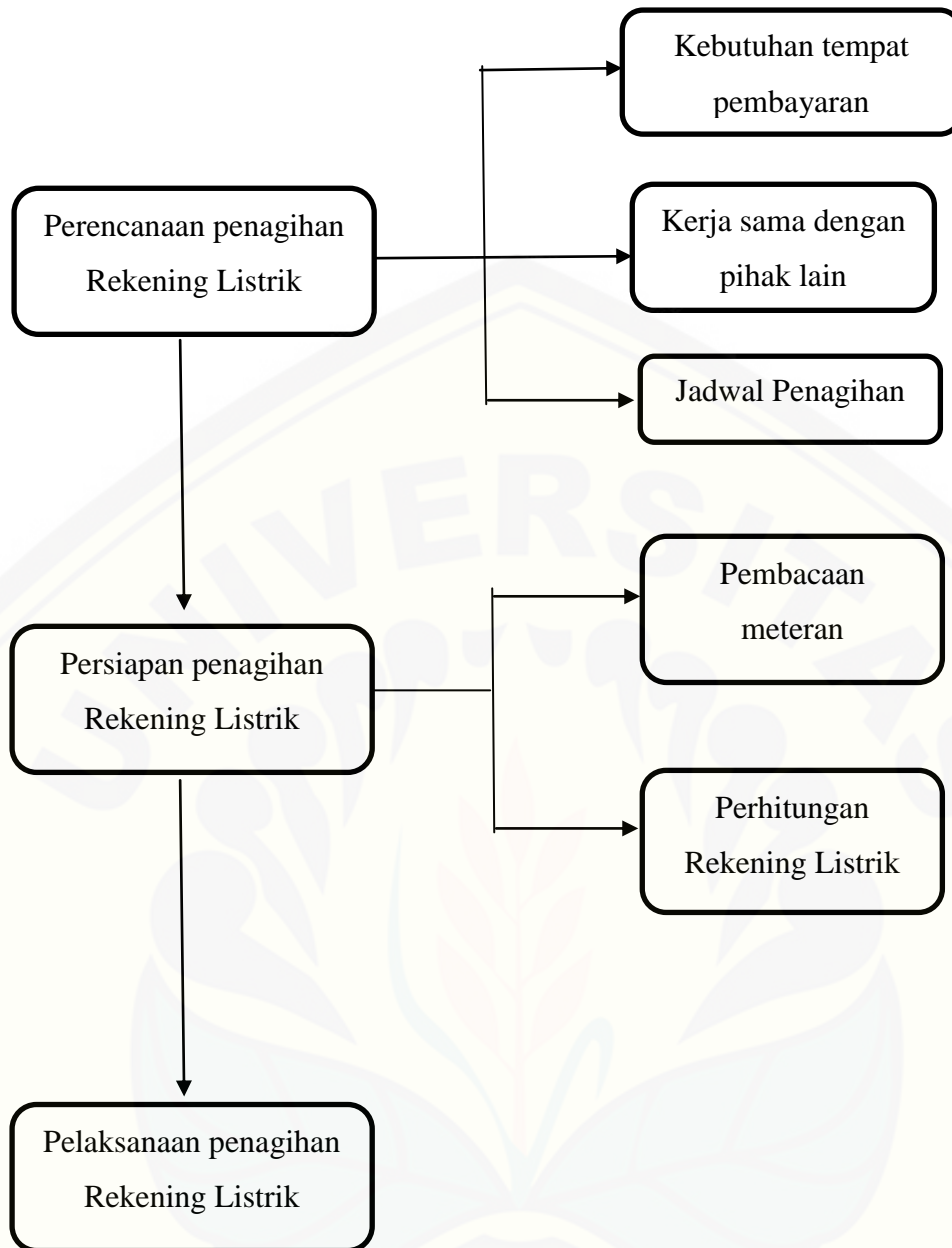 Kebutuhan tempat
pembayaran
Perencanaan penagihan
Rekening Listrik
Kerja sama dengan
pihak lain
Jadwal Penagihan
UNIVERSITAS
Pembacaan
meteran
Persiapan penagihan
Rekening Listrik
Perhitungan
Rekening Listrik
Pelaksanaan penagihan
Rekening Listrik